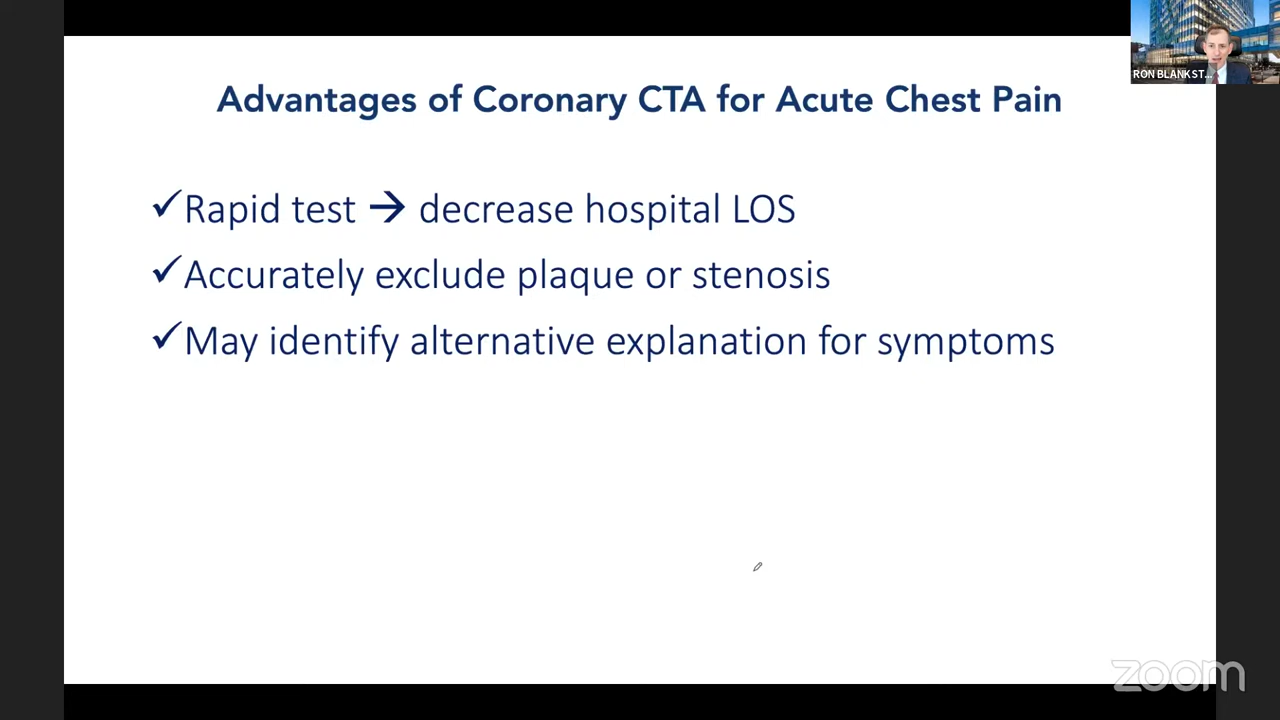 RON BLANKST...
Advantages of Coronary CTA for Acute Chest Pain
✓Rapid test → decrease hospital LOS
✓Accurately exclude plaque or stenosis
✓May identify alternative explanation for symptoms
zoom